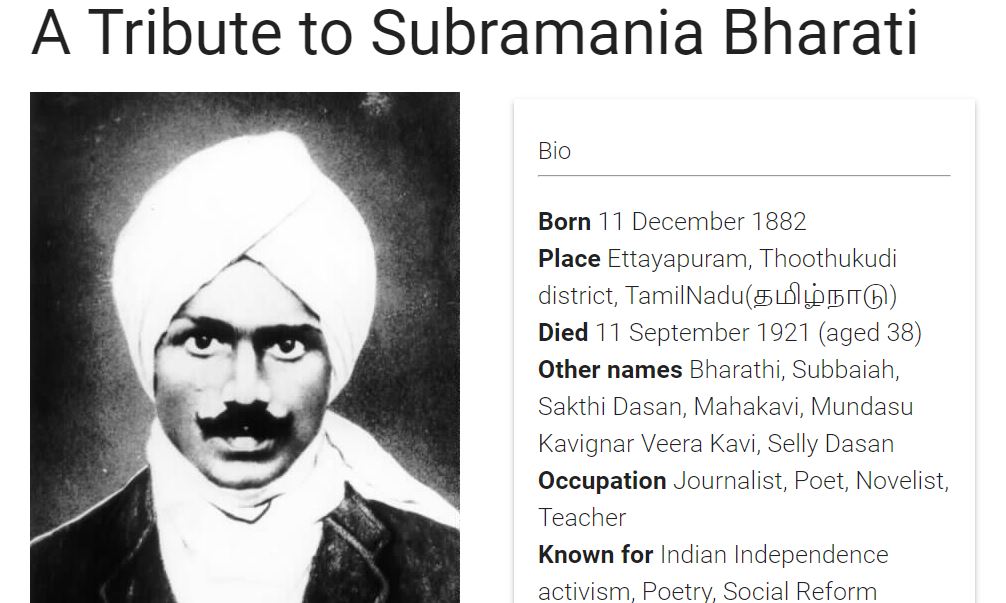 A Tribute to Subramania Bharati
Bio
Born 11 December 1882
Place Ettayapuram, Thoothukudi
district, TamilNadu(தமிழ்நாடு)
Died 11 September 1921 (aged 38)
Other names Bharathi, Subbaiah,
Sakthi Dasan, Mahakavi, Mundasu
Kavignar Veera Kavi, Selly Dasan
Occupation Journalist, Poet, Novelist,
Teacher
Known for Indian Independence
activism, Poetry, Social Reform